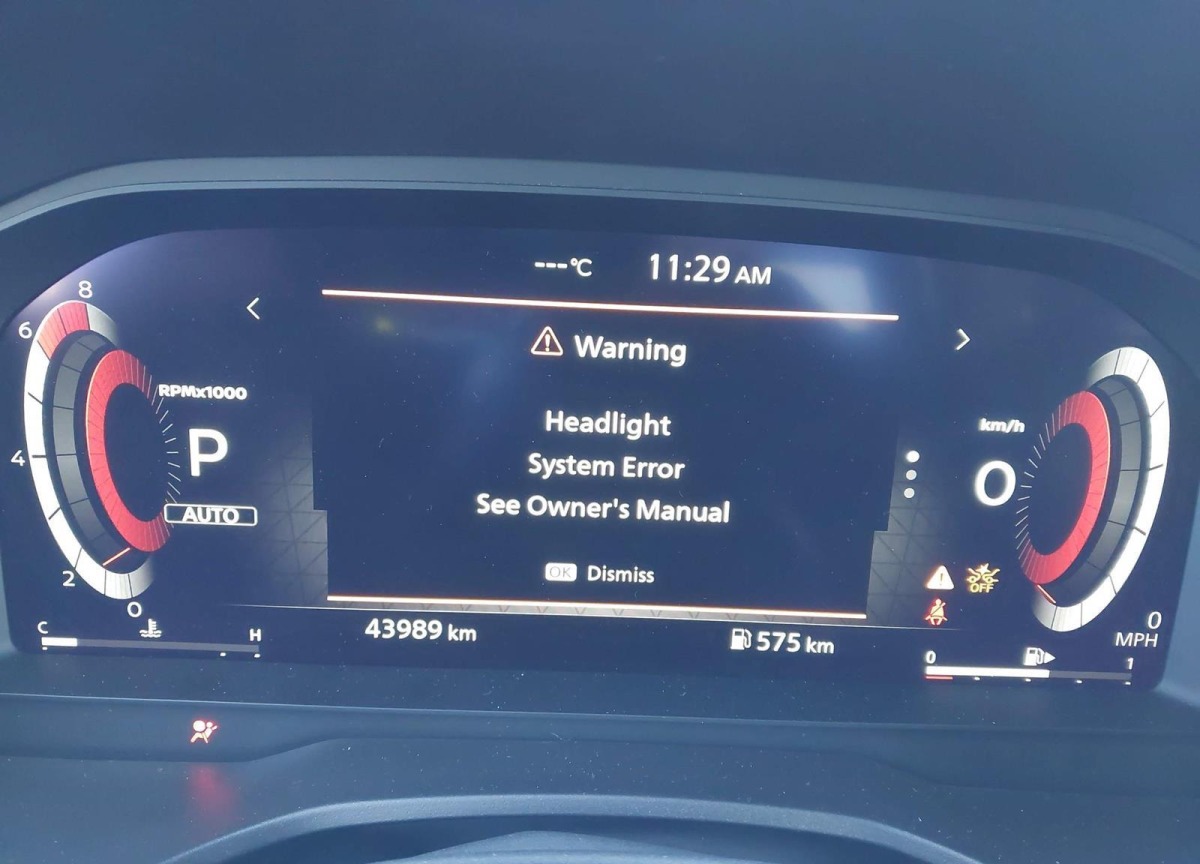 ---°C 11:29 AM
Warning
Headlight
System Error
See Owner's Manual
OK Dismiss
8
6
4
2
0
RPMx1000
P
AUTO
km/h
0
OFF
0
MPH
C H
43989 km
575 km
0 1